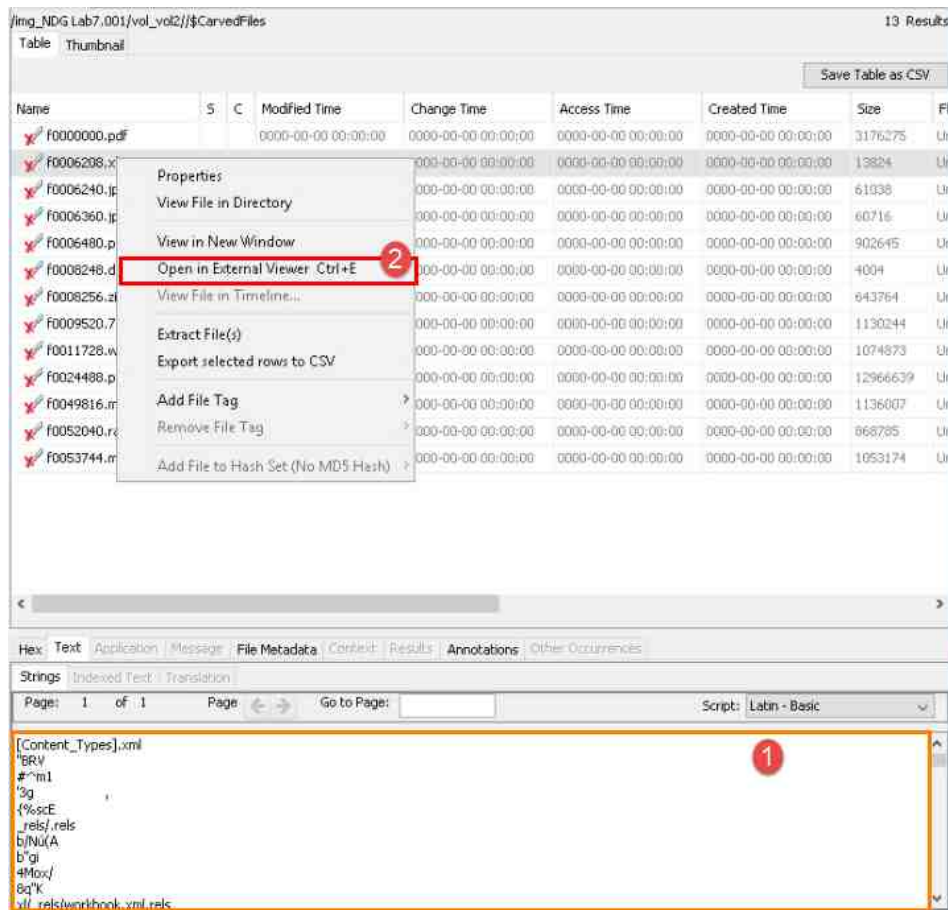 /img_NDG Lab7.001/vol_vol2//$CarvedFiles 13 Results
Table Thumbnail
Save Table as CSV
Name S C Modified Time Change Time Access Time Created Time Size
f0000000.pdf 0000-00-00 00:00:00 0000-00-00 00:00:00 0000-00-00 00:00:00 0000-00-00 00:00:00 3176275
f0006208.x 000-00-00 00:00:00 0000-00-00 00:00:00 0000-00-00 00:00:00 13824
f0006240.jp 000-00-00 00:00:00 0000-00-00 00:00:00 0000-00-00 00:00:00 61038
f0006360.jp 000-00-00 00:00:00 0000-00-00 00:00:00 0000-00-00 00:00:00 60716
f0006480.p 000-00-00 00:00:00 0000-00-00 00:00:00 0000-00-00 00:00:00 902645
f0008248.d 000-00-00 00:00:00 0000-00-00 00:00:00 0000-00-00 00:00:00 4004
f0008256.zi 000-00-00 00:00:00 0000-00-00 00:00:00 0000-00-00 00:00:00 643764
f0009520.7 000-00-00 00:00:00 0000-00-00 00:00:00 0000-00-00 00:00:00 1130244
f0011728.w 000-00-00 00:00:00 0000-00-00 00:00:00 0000-00-00 00:00:00 1074873
f0024488.p 000-00-00 00:00:00 0000-00-00 00:00:00 0000-00-00 00:00:00 12966639
f0049816.m 000-00-00 00:00:00 0000-00-00 00:00:00 0000-00-00 00:00:00 1136007
f0052040.ra 000-00-00 00:00:00 0000-00-00 00:00:00 0000-00-00 00:00:00 868785
f0053744.m 000-00-00 00:00:00 0000-00-00 00:00:00 0000-00-00 00:00:00 1053174
Properties
View File in Directory
View in New Window
Open in External Viewer Ctrl+E 2
View File in Timeline...
Extract File(s)
Export selected rows to CSV
Add File Tag
Remove File Tag
Add File to Hash Set (No MD5 Hash)
Hex Text Application Message File Metadata Context Results Annotations Other Occurrences
Strings Indexed Text Translation
Page: 1 of 1 Page Go to Page: Script: Latin - Basic
1
[Content_Types].xml
"BRV
#^m1
'3g ,
{%scE
_rels/.rels
b/Nú(A
b"gi
4Mox/
8q"K
xl/_rels/workbook.xml.rels